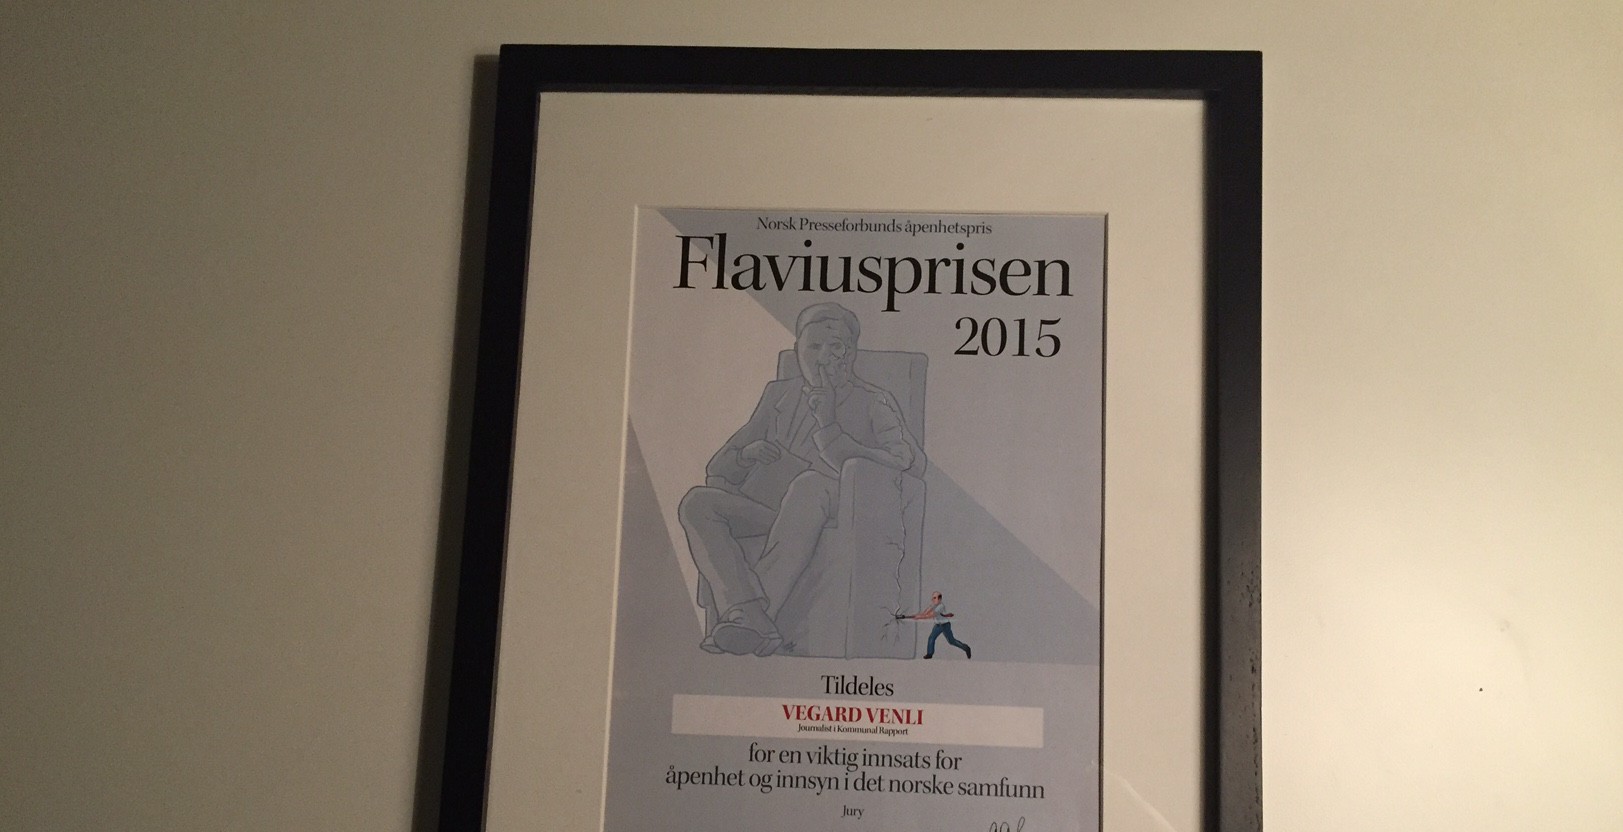 Norsk Presseforbunds åpenhetspris
Flaviusprisen
2015
Tildeles
VEGARD VENLI
Journalist i Kommunal Rapport
for en viktig innsats for
åpenhet og innsyn i det norske samfunn
Jury